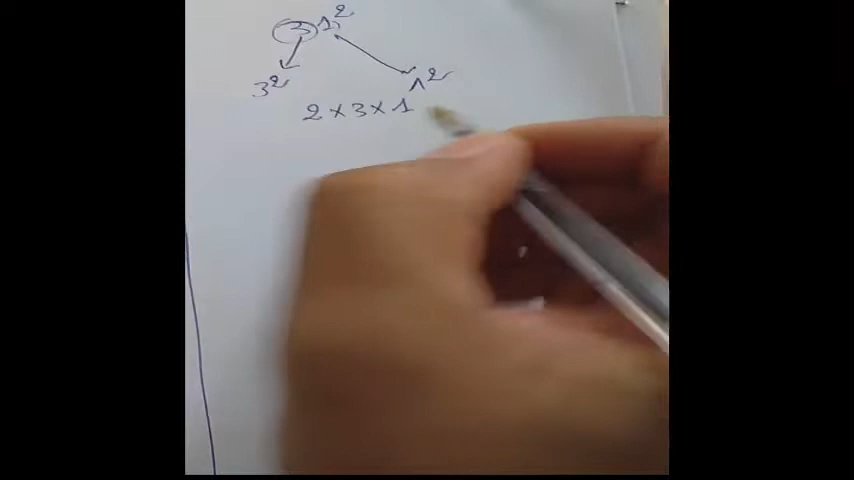 31²
3² 1²
2 × 3 × 1